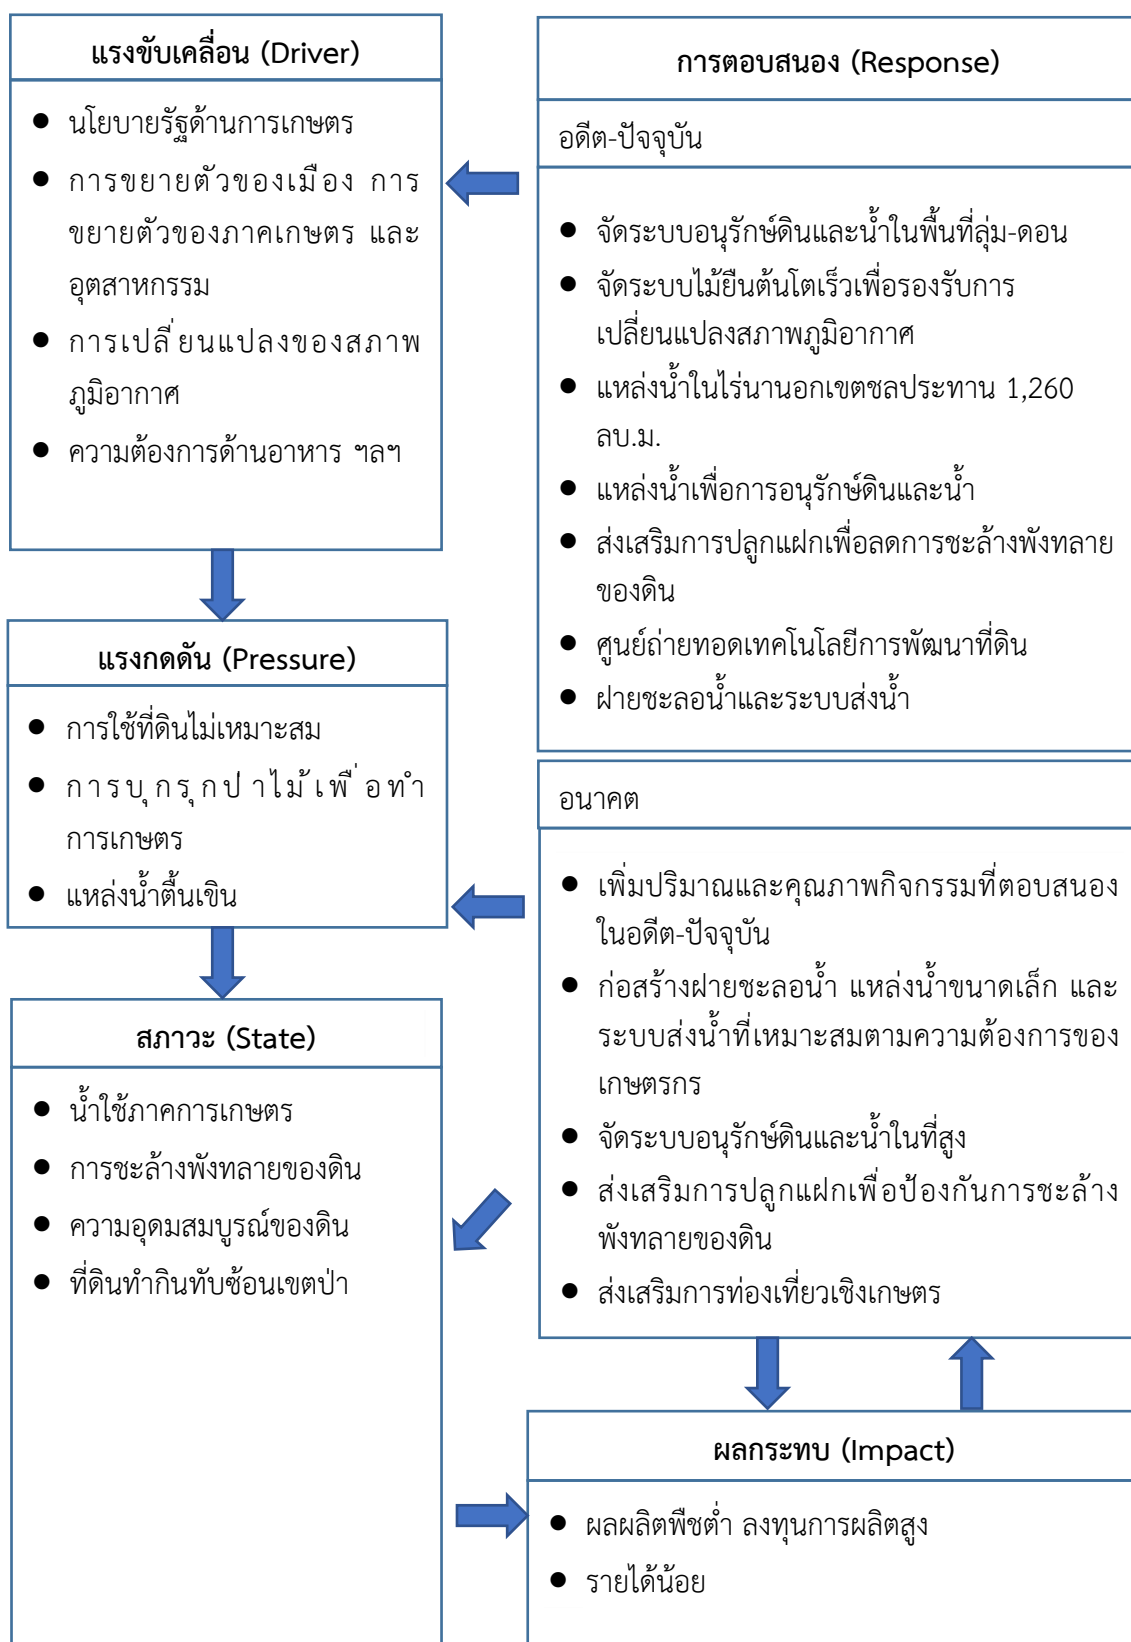 แรงขับเคลื่อน (Driver)
นโยบายรัฐด้านการเกษตร
การขยายตัวของเมือง การ
ขยายตัวของภาคเกษตร และ
อุตสาหกรรม
การเปลี่ยนแปลงของสภาพ
ภูมิอากาศ
ความต้องการด้านอาหาร ฯลฯ
แรงกดดัน (Pressure)
การใช้ที่ดินไม่เหมาะสม
การบุกรุกป่าไม้เพื่อทำ
การเกษตร
แหล่งน้ำตื้นเขิน
สภาวะ (State)
น้ำใช้ภาคการเกษตร
การชะล้างพังทลายของดิน
ความอุดมสมบูรณ์ของดิน
ที่ดินทำกินทับซ้อนเขตป่า
การตอบสนอง (Response)
อดีต-ปัจจุบัน
จัดระบบอนุรักษ์ดินและน้ำในพื้นที่ลุ่ม-ดอน
จัดระบบไม้ยืนต้นโตเร็วเพื่อรองรับการ
เปลี่ยนแปลงสภาพภูมิอากาศ
แหล่งน้ำในไร่นานอกเขตชลประทาน 1,260
ลบ.ม.
แหล่งน้ำเพื่อการอนุรักษ์ดินและน้ำ
ส่งเสริมการปลูกแฝกเพื่อลดการชะล้างพังทลาย
ของดิน
ศูนย์ถ่ายทอดเทคโนโลยีการพัฒนาที่ดิน
ฝายชะลอน้ำและระบบส่งน้ำ
อนาคต
เพิ่มปริมาณและคุณภาพกิจกรรมที่ตอบสนอง
ในอดีต-ปัจจุบัน
ก่อสร้างฝายชะลอน้ำ แหล่งน้ำขนาดเล็ก และ
ระบบส่งน้ำที่เหมาะสมตามความต้องการของ
เกษตรกร
จัดระบบอนุรักษ์ดินและน้ำในที่สูง
ส่งเสริมการปลูกแฝกเพื่อป้องกันการชะล้าง
พังทลายของดิน
ส่งเสริมการท่องเที่ยวเชิงเกษตร
ผลกระทบ (Impact)
ผลผลิตพืชต่ำ ลงทุนการผลิตสูง
รายได้น้อย